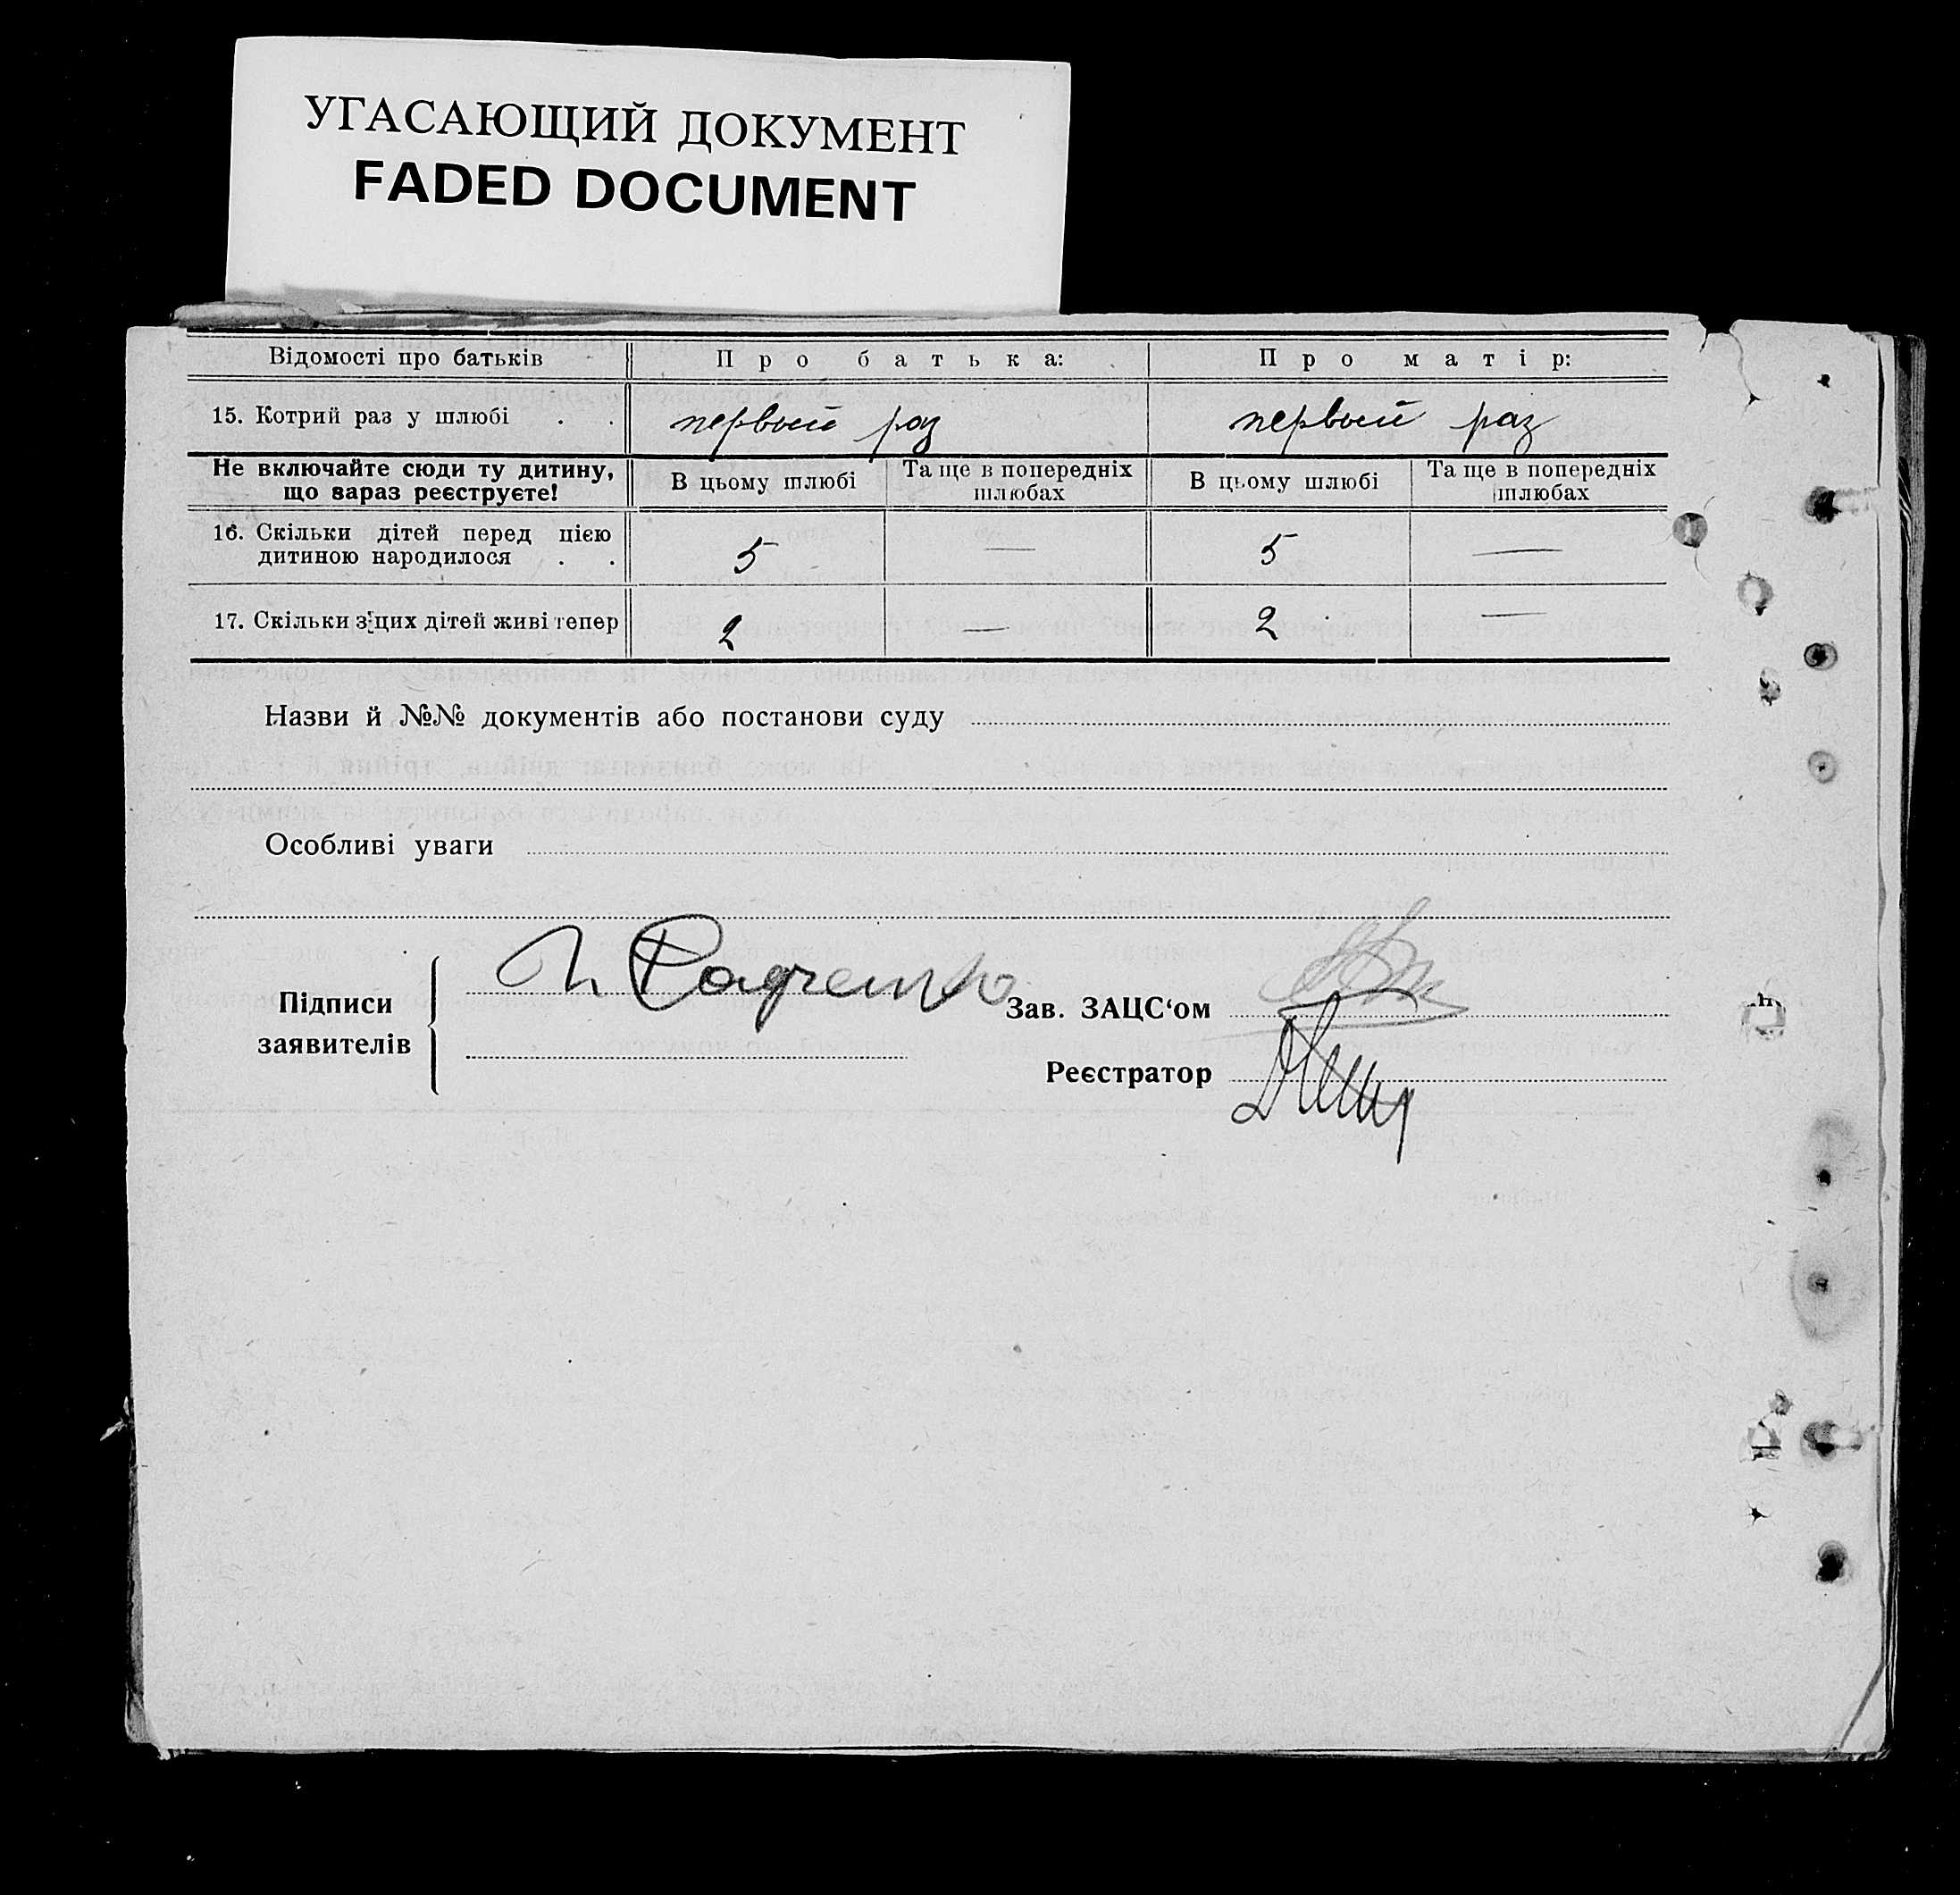 УГАСАЮЩИЙ ДОКУМЕНТ
FADED DOCUMENT
Відомості про батьків Про батька: Про матір:
15. Котрий раз у шлюбі . . первый раз первый раз
Не включайте сюди ту дитину, що зараз реєструєте! В цьому шлюбі Та ще в попередніх шлюбах В цьому шлюбі Та ще в попередніх шлюбах
16. Скільки дітей перед цією дитиною народилося . . 5 — 5 —
17. Скільки з цих дітей живі тепер 2 — 2 —
Назви й №№ документів або постанови суду
Особливі уваги
Підписи заявителів
Зав. ЗАЦС‘ом
Реєстратор